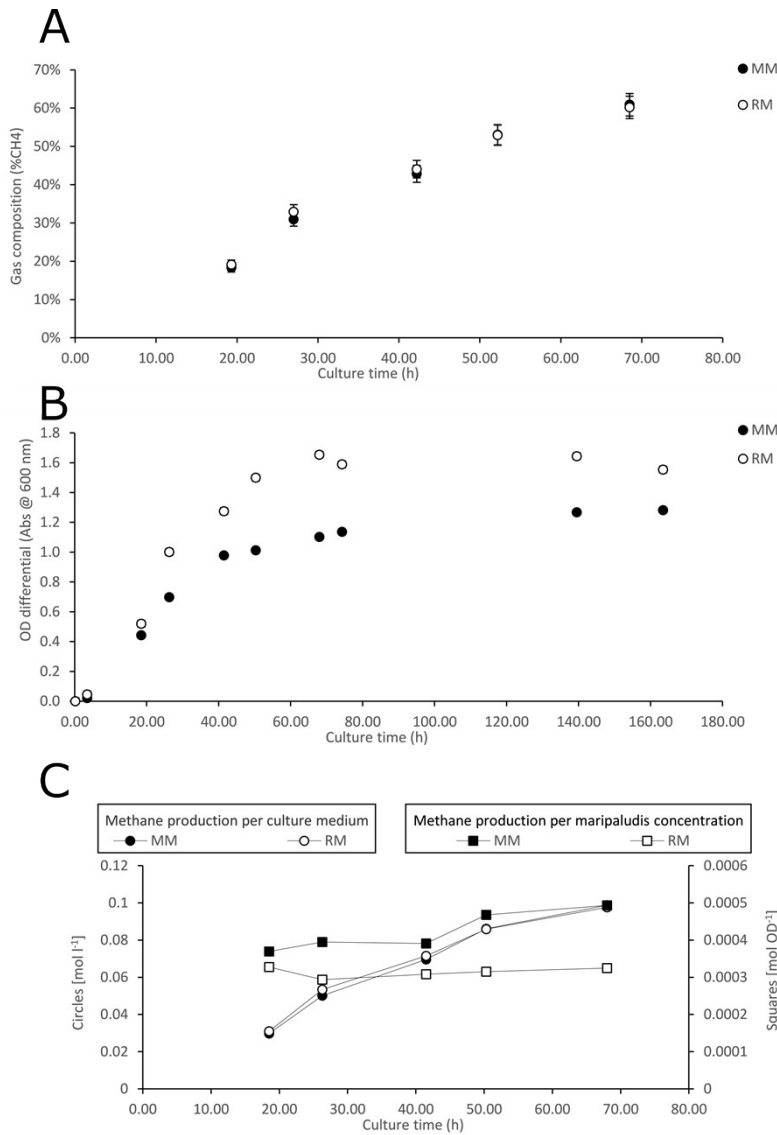 A
MM
RM
70%
60%
50%
40%
30%
20%
10%
0%
Gas composition (%CH4)
0.00 10.00 20.00 30.00 40.00 50.00 60.00 70.00 80.00
Culture time (h)
B
MM
RM
1.8
1.6
1.4
1.2
1.0
0.8
0.6
0.4
0.2
0.0
OD differential (Abs @ 600 nm)
0.00 20.00 40.00 60.00 80.00 100.00 120.00 140.00 160.00 180.00
Culture time (h)
C
Methane production per culture medium
MM RM
Methane production per maripaludis concentration
MM RM
0.12
0.1
0.08
0.06
0.04
0.02
0
Circles [mol l⁻¹]
0.0006
0.0005
0.0004
0.0003
0.0002
0.0001
0
Squares [mol OD⁻¹]
0.00 10.00 20.00 30.00 40.00 50.00 60.00 70.00 80.00
Culture time (h)